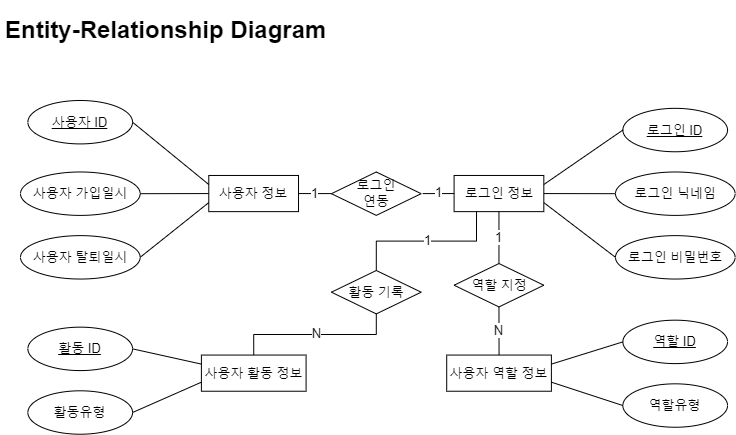 Entity-Relationship Diagram
사용자 ID
로그인 ID
사용자 가입일시
사용자 정보
1
로그인
연동
1
로그인 정보
로그인 닉네임
사용자 탈퇴일시
1
1
로그인 비밀번호
활동 기록
역할 지정
N
N
활동 ID
역할 ID
사용자 활동 정보
사용자 역할 정보
활동유형
역할유형